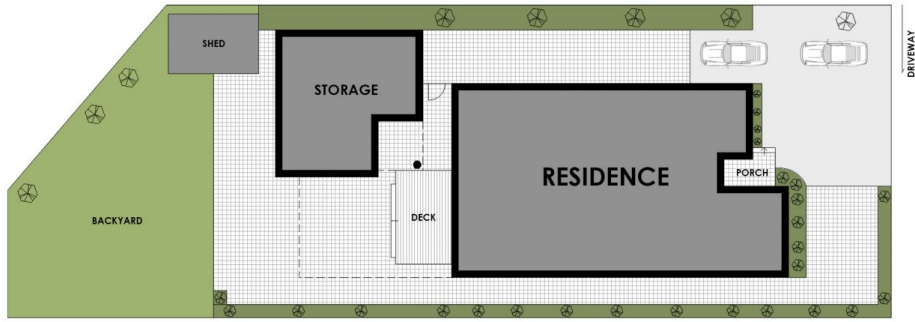 SHED
STORAGE
DRIVEWAY
RESIDENCE
PORCH
BACKYARD
DECK